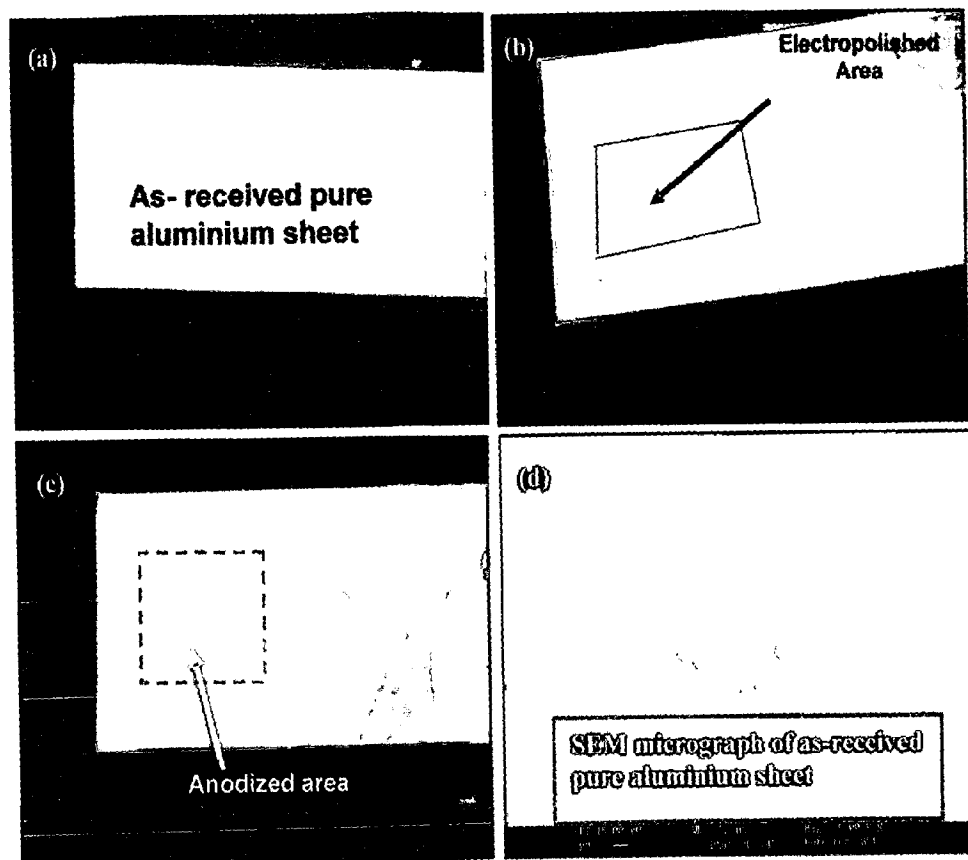 (a)
As- received pure
aluminium sheet
(b)
Electropolished
Area
(c)
Anodized area
(d)
SEM micrograph of as-received
pure aluminium sheet